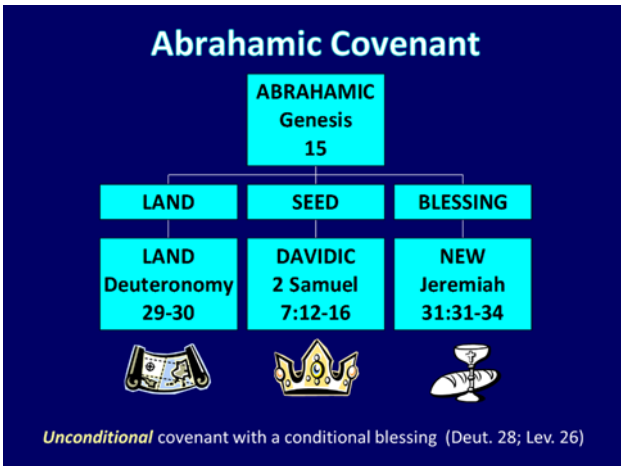 Abrahamic Covenant
ABRAHAMIC
Genesis
15
LAND
SEED
BLESSING
LAND
Deuteronomy
29-30
DAVIDIC
2 Samuel
7:12-16
NEW
Jeremiah
31:31-34
Unconditional covenant with a conditional blessing (Deut. 28; Lev. 26)